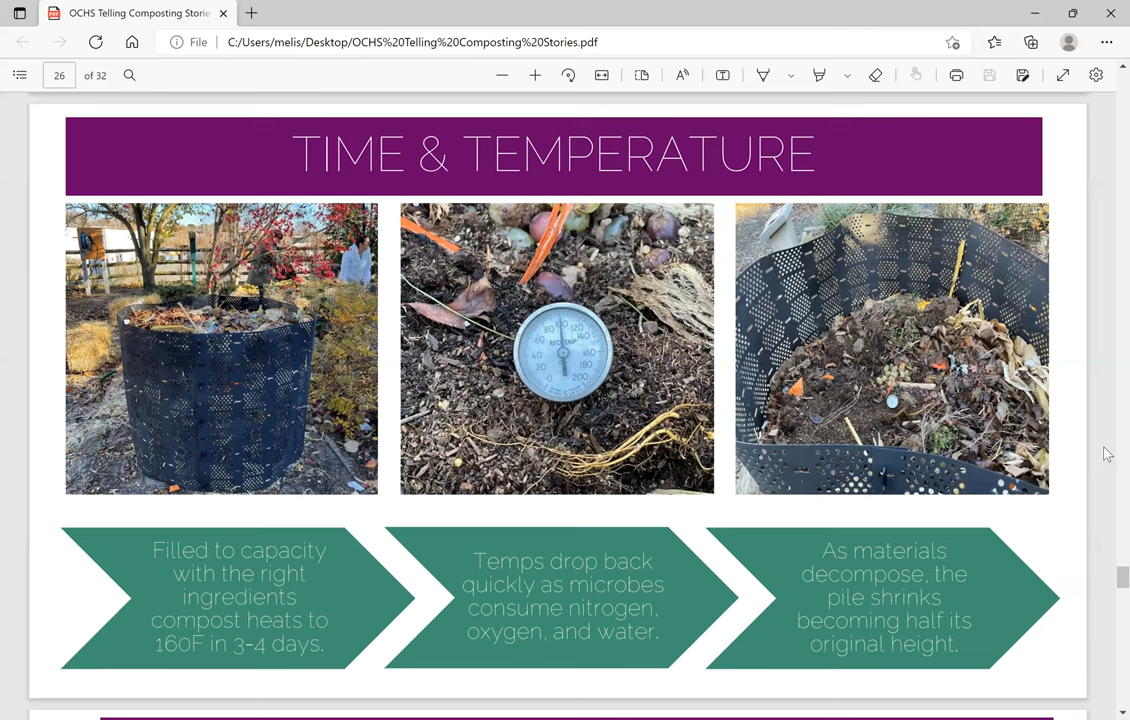 OCHS Telling Composting Storie
File
C:/Users/melis/Desktop/OCHS%20Telling%20Composting%20Stories.pdf
26
of 32
TIME & TEMPERATURE
80
100
120
60
140
40
REOTEMP
160
20
180
0
200
Filled to capacity
with the right
ingredients
compost heats to
160F in 3-4 days.
Temps drop back
quickly as microbes
consume nitrogen,
oxygen, and water.
As materials
decompose, the
pile shrinks
becoming half its
original height.